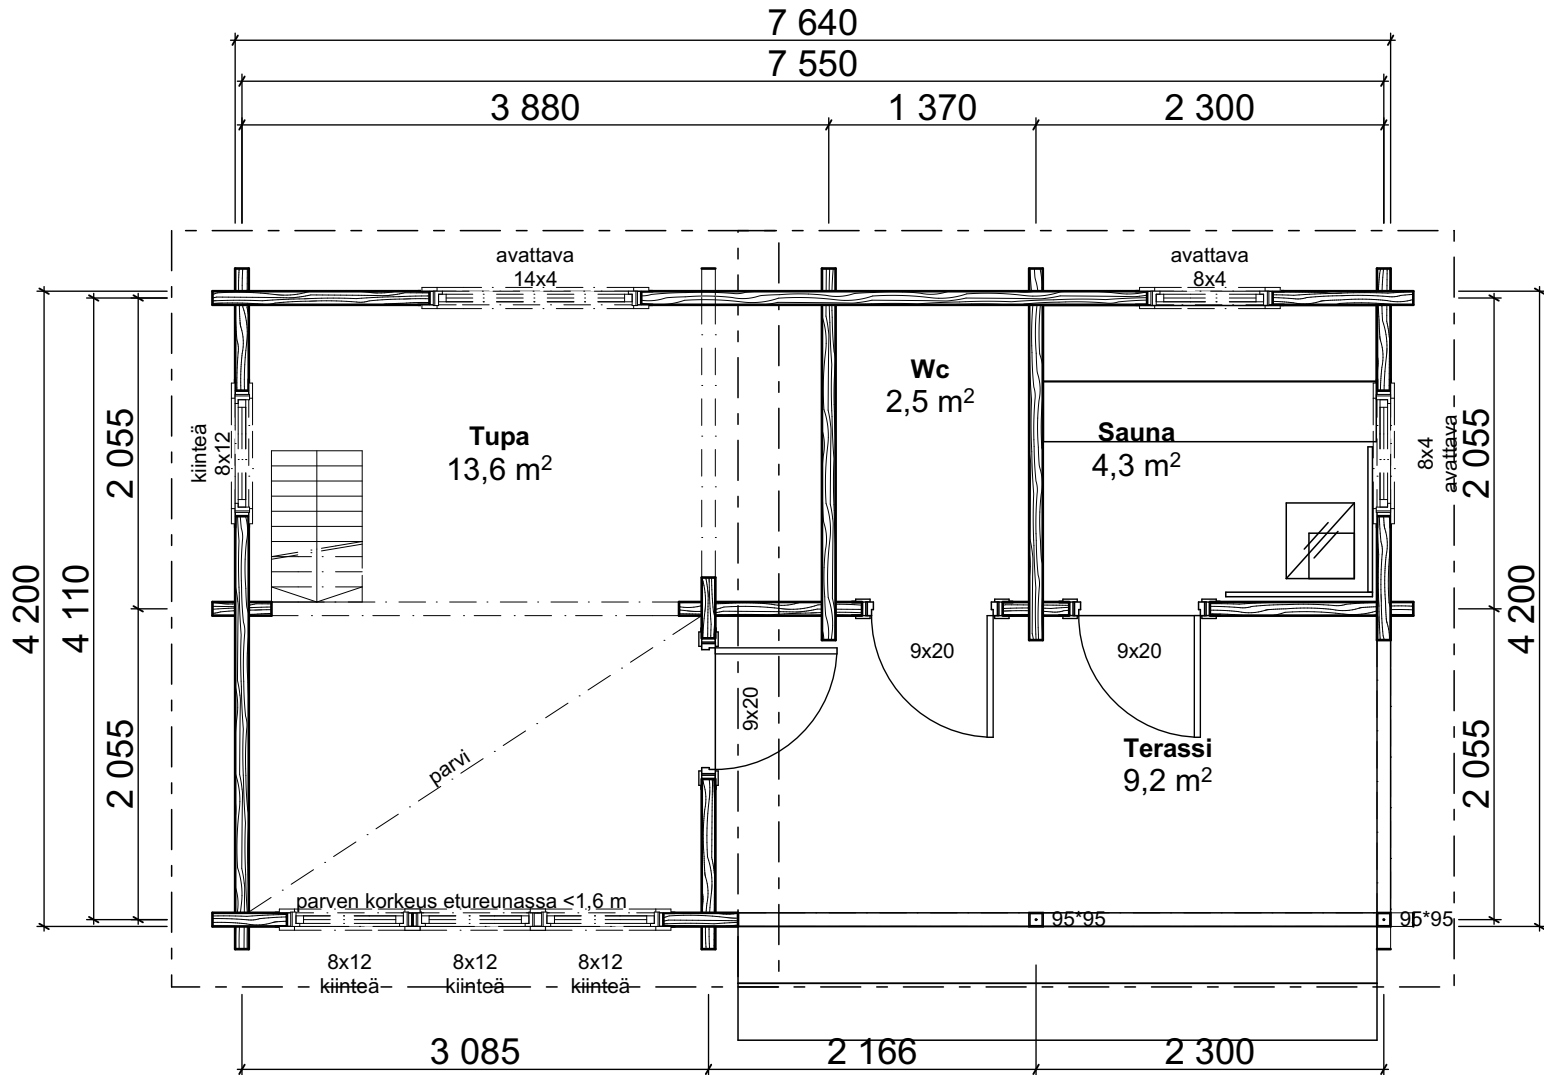 7 640
7 550
3 880
1 370
2 300
avattava
14x4
avattava
8x4
Wc
2,5 m²
Tupa
13,6 m²
Sauna
4,3 m²
kiinteä
8x12
8x4
avattava
4 200
4 110
2 055
2 055
2 055
2 055
4 200
9x20
9x20
9x20
Terassi
9,2 m²
parvi
parven korkeus etureunassa <1,6 m
95*95
95*95
8x12
kiinteä
8x12
kiinteä
8x12
kiinteä
3 085
2 166
2 300